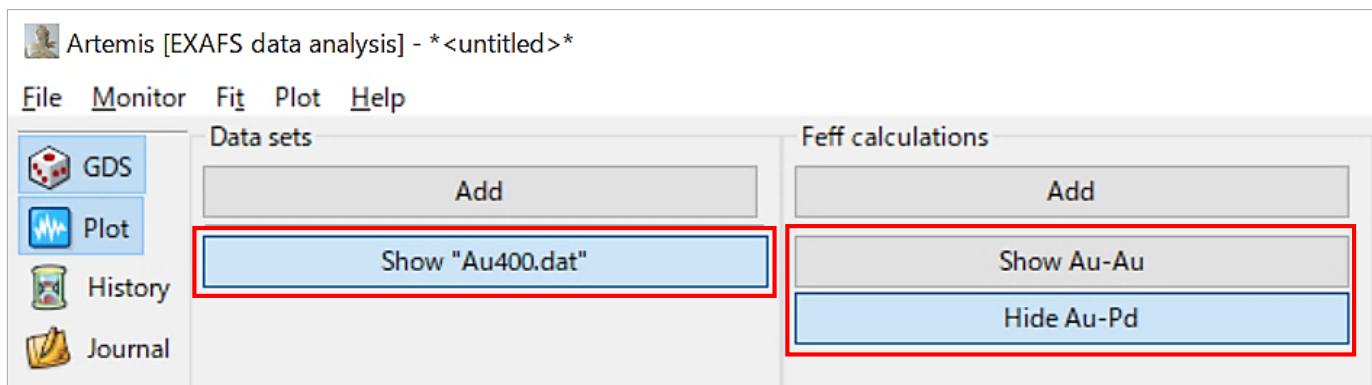 Artemis [EXAFS data analysis] - *<untitled>*
File Monitor Fit Plot Help
Data sets
Feff calculations
GDS
Add
Add
Plot
Show "Au400.dat"
Show Au-Au
History
Hide Au-Pd
Journal